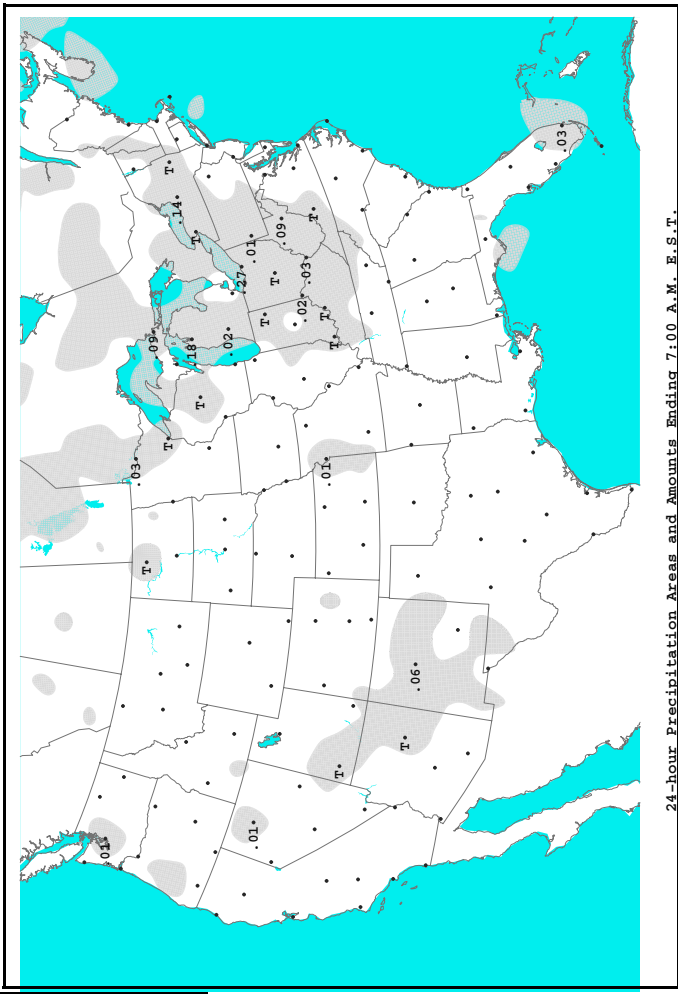 .01
.03
T
.09
T
T
.14
.18
T
T
.02
.27
.01
.01
T
T
.09
.02
.03
T
T
.01
T
T
T
.06
.03
24-hour Precipitation Areas and Amounts Ending 7:00 A.M. E.S.T.